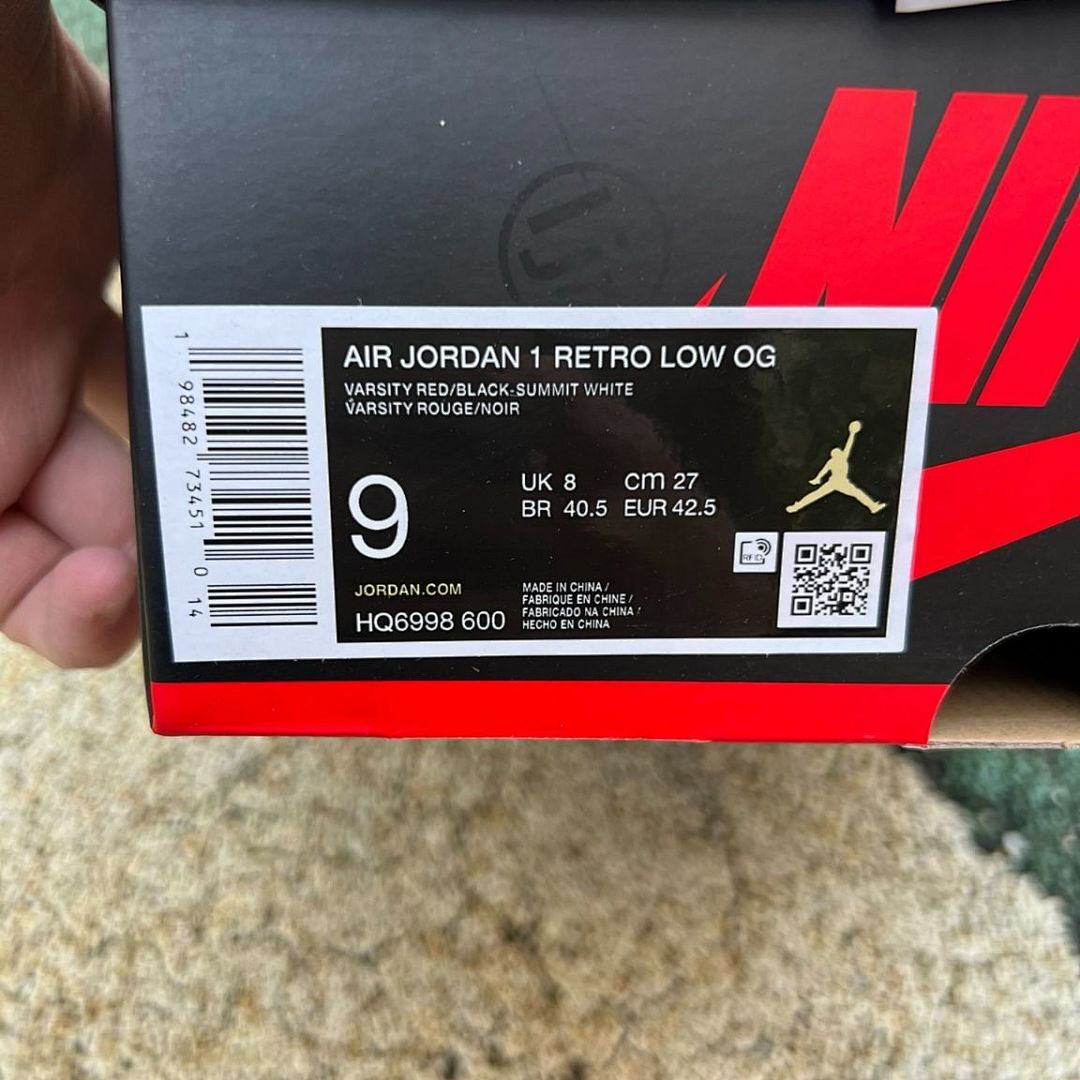 NI
AIR JORDAN 1 RETRO LOW OG
VARSITY RED/BLACK-SUMMIT WHITE
VARSITY ROUGE/NOIR
9
UK 8 cm 27
BR 40.5 EUR 42.5
RFID
JORDAN.COM
HQ6998 600
MADE IN CHINA /
FABRIQUE EN CHINE /
FABRICADO NA CHINA /
HECHO EN CHINA
1 98482 73451 0 14